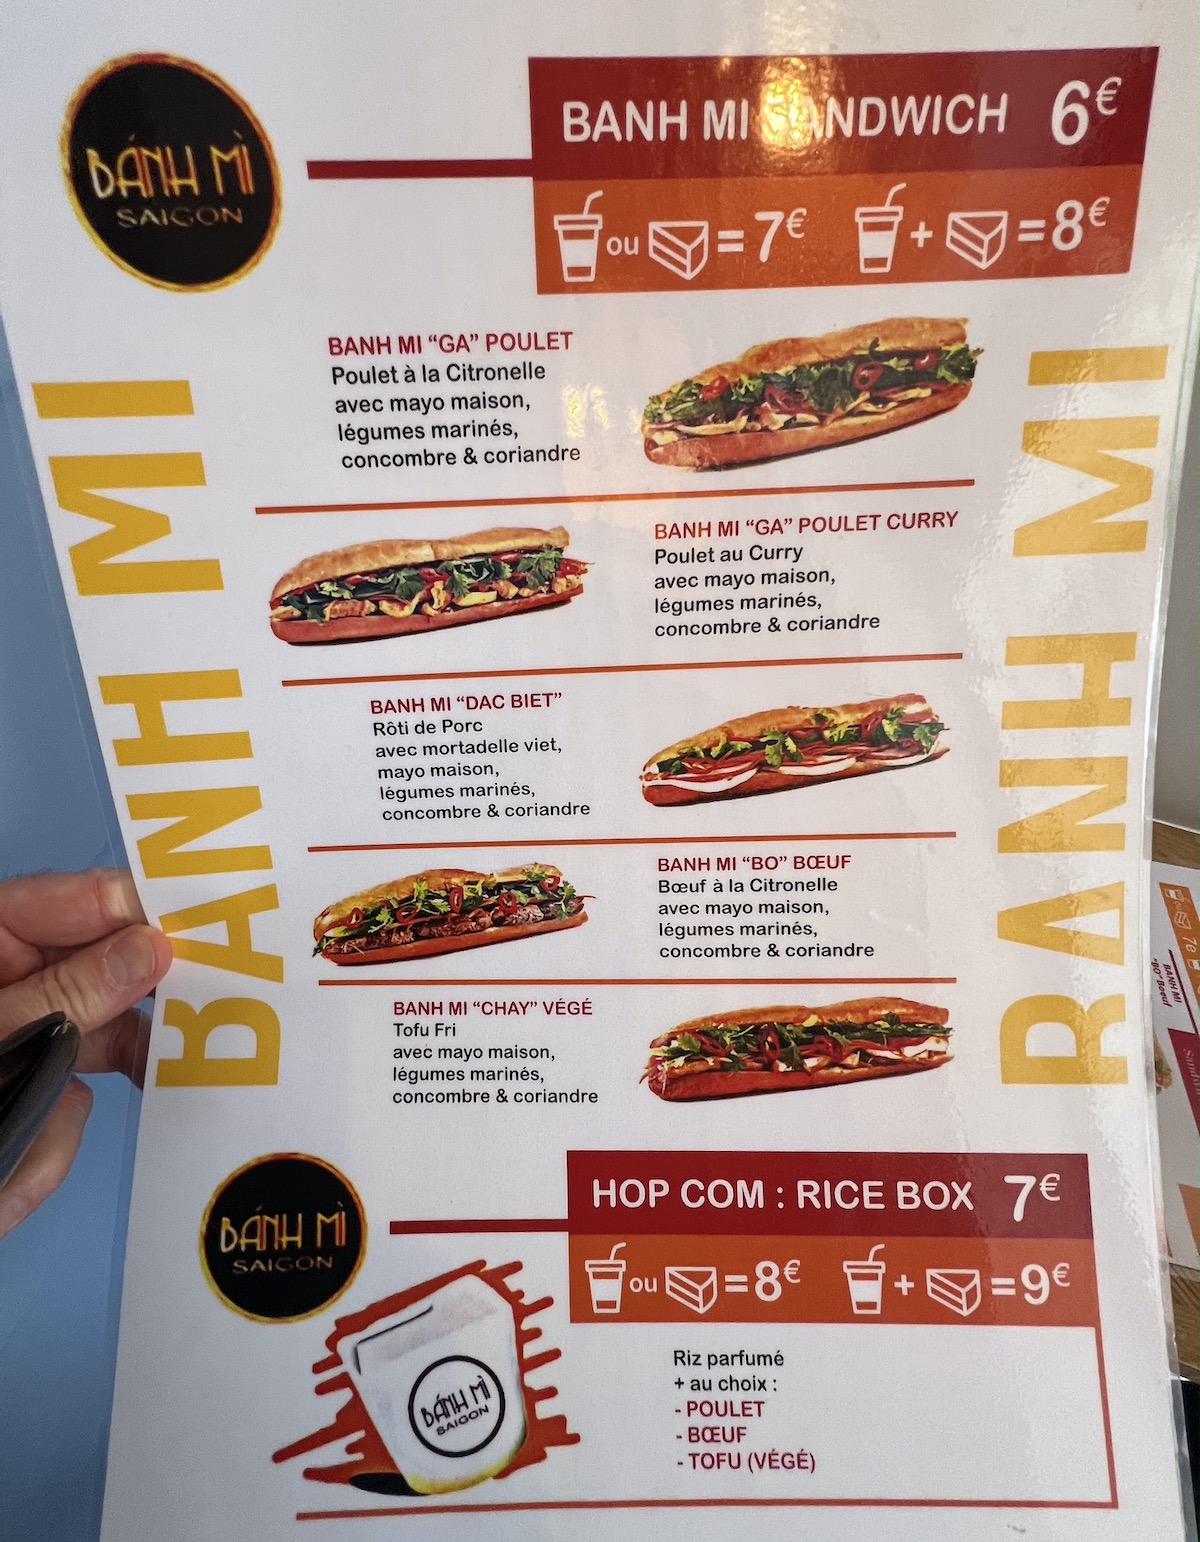 BÁNH MÌ
SAIGON
BANH MI SANDWICH 6€
ou = 7€ + = 8€
BANH MI "GA" POULET
Poulet à la Citronelle
avec mayo maison,
légumes marinés,
concombre & coriandre
BANH MI "GA" POULET CURRY
Poulet au Curry
avec mayo maison,
légumes marinés,
concombre & coriandre
BANH MI "DAC BIET"
Rôti de Porc
avec mortadelle viet,
mayo maison,
légumes marinés,
concombre & coriandre
BANH MI "BO" BŒUF
Bœuf à la Citronelle
avec mayo maison,
légumes marinés,
concombre & coriandre
BANH MI "CHAY" VÉGÉ
Tofu Fri
avec mayo maison,
légumes marinés,
concombre & coriandre
BANH MI
BANH MI
BÁNH MÌ
SAIGON
HOP COM : RICE BOX 7€
ou = 8€ + = 9€
BÁNH MÌ
SAIGON
Riz parfumé
+ au choix :
- POULET
- BŒUF
- TOFU (VÉGÉ)
7€
BANH MI
"BO" Boeuf